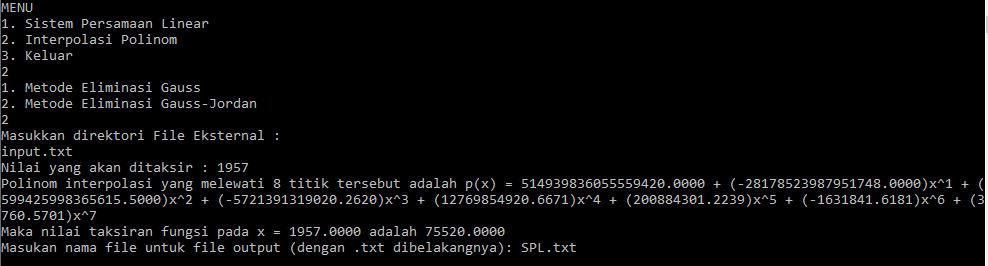 MENU
1. Sistem Persamaan Linear
2. Interpolasi Polinom
3. Keluar
2
1. Metode Eliminasi Gauss
2. Metode Eliminasi Gauss-Jordan
2
Masukkan direktori File Eksternal :
input.txt
Nilai yang akan ditaksir : 1957
Polinom interpolasi yang melewati 8 titik tersebut adalah p(x) = 514939836055559420.0000 + (-28178523987951748.0000)x^1 + (
599425998365615.5000)x^2 + (-5721391319020.2620)x^3 + (12769854920.6671)x^4 + (200884301.2239)x^5 + (-1631841.6181)x^6 + (3
760.5701)x^7
Maka nilai taksiran fungsi pada x = 1957.0000 adalah 75520.0000
Masukan nama file untuk file output (dengan .txt dibelakangnya): SPL.txt